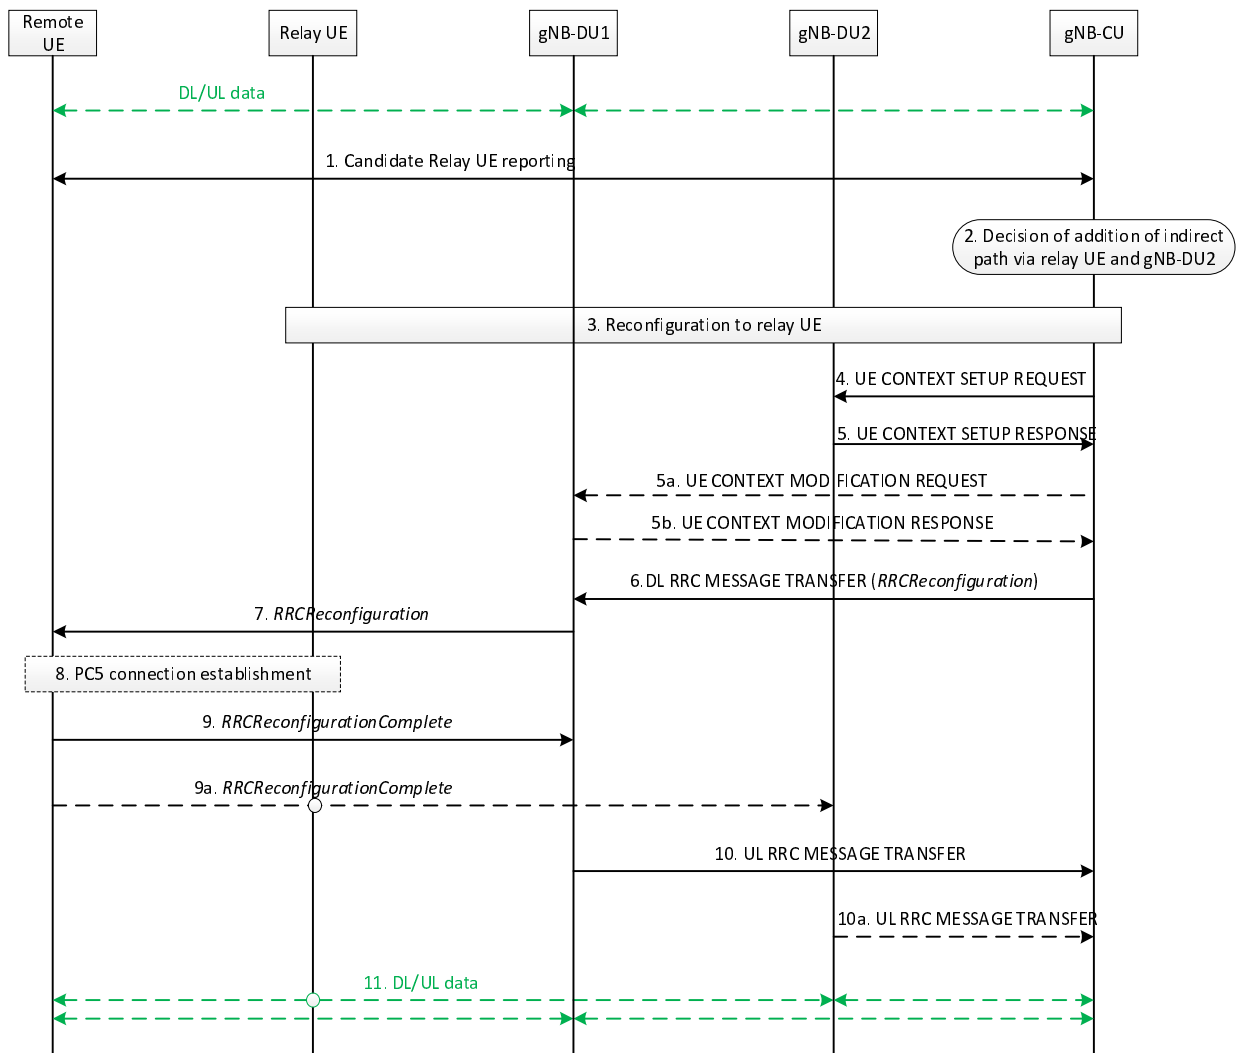 Remote
UE
Relay UE
gNB-DU1
gNB-DU2
gNB-CU
DL/UL data
1. Candidate Relay UE reporting
2. Decision of addition of indirect
path via relay UE and gNB-DU2
3. Reconfiguration to relay UE
4. UE CONTEXT SETUP REQUEST
5. UE CONTEXT SETUP RESPONSE
5a. UE CONTEXT MODIFICATION REQUEST
5b. UE CONTEXT MODIFICATION RESPONSE
6.DL RRC MESSAGE TRANSFER (RRCReconfiguration)
7. RRCReconfiguration
8. PC5 connection establishment
9. RRCReconfigurationComplete
9a. RRCReconfigurationComplete
10. UL RRC MESSAGE TRANSFER
10a. UL RRC MESSAGE TRANSFER
11. DL/UL data